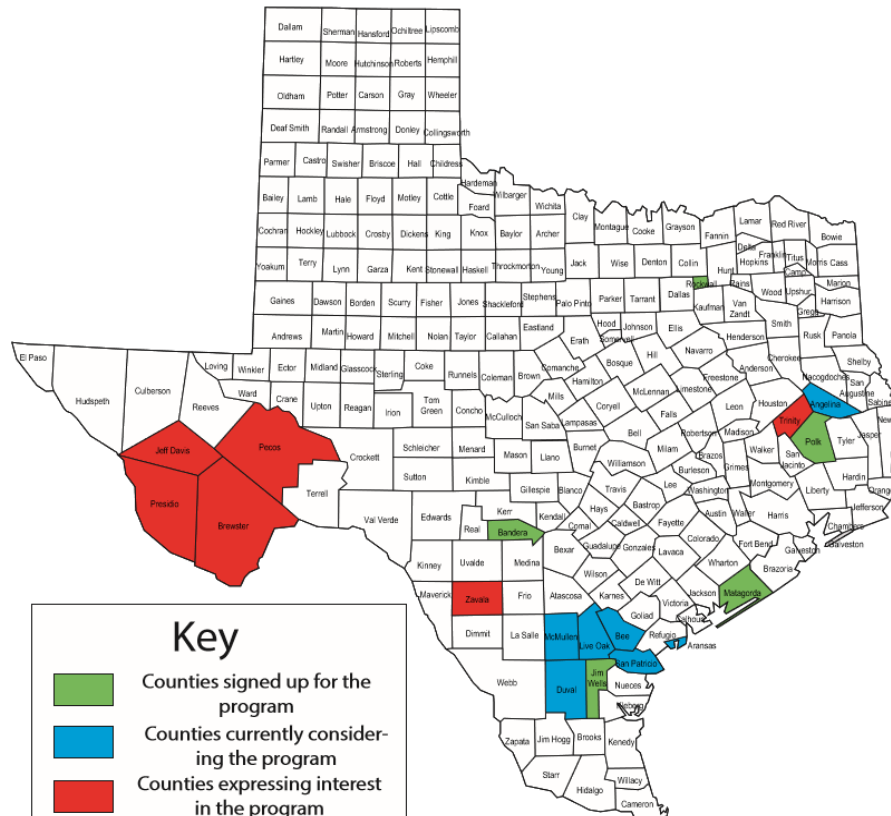 Dallam Sherman Hansford Ochiltree Lipscomb
Hartley Moore Hutchinson Roberts Hemphill
Oldham Potter Carson Gray Wheeler
Deaf Smith Randall Armstrong Donley Collingsworth
Parmer Castro Swisher Briscoe Hall Childress
Hardeman
Bailey Lamb Hale Floyd Motley Cottle Foard Wilbarger Wichita Clay Montague Cooke Grayson Fannin Lamar Red River Bowie
Cochran Hockley Lubbock Crosby Dickens King Knox Baylor Archer Delta Franklin Titus Morris Cass
Jack Wise Denton Collin Hunt Hopkins Camp
Yoakum Terry Lynn Garza Kent Stonewall Haskell Throckmorton Young Rockwall Rains Wood Upshur Marion
Gaines Dawson Borden Scurry Fisher Jones Shackleford Stephens Palo Pinto Parker Tarrant Dallas Kaufman Van Zandt Gregg Harrison
Andrews Martin Howard Mitchell Nolan Taylor Callahan Eastland Erath Hood Somervell Johnson Ellis Henderson Smith Rusk Panola
El Paso Hudspeth Culberson Reeves Loving Winkler Ector Midland Glasscock Sterling Coke Runnels Coleman Brown Comanche Hamilton Bosque Hill Navarro Freestone Anderson Cherokee Nacogdoches Shelby
Ward Crane Upton Reagan Irion Tom Green Concho McCulloch San Saba Mills Lampasas Coryell McLennan Limestone Falls Leon Houston Angelina San Augustine Sabine
Jeff Davis Pecos Crockett Schleicher Menard Mason Llano Burnet Bell Milam Robertson Brazos Madison Walker Trinity Polk Tyler Jasper New
Presidio Brewster Terrell Sutton Kimble Gillespie Blanco Williamson Travis Lee Burleson Washington Grimes Montgomery San Jacinto Liberty Hardin Orange
Val Verde Edwards Real Kerr Bandera Kendall Comal Hays Caldwell Bastrop Fayette Austin Waller Harris Chambers Jefferson
Kinney Uvalde Medina Bexar Guadalupe Gonzales Lavaca Colorado Wharton Fort Bend Brazoria Galveston Galveston
Maverick Zavala Frio Atascosa Wilson Karnes De Witt Victoria Jackson Matagorda
Dimmit La Salle McMullen Live Oak Bee Goliad Refugio Calhoun Aransas
Webb Duval Jim Wells San Patricio Nueces Kleberg
Zapata Jim Hogg Brooks Kenedy
Starr Hidalgo Willacy Cameron
Key
Counties signed up for the
program
Counties currently consider-
ing the program
Counties expressing interest
in the program